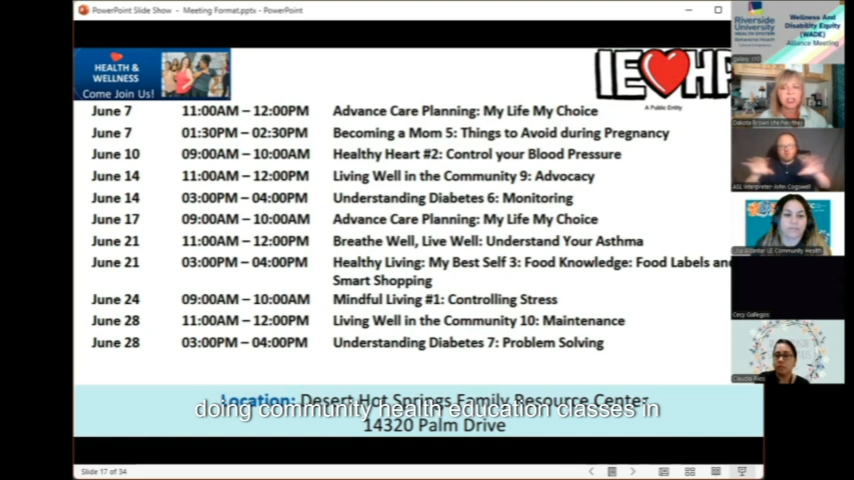 PowerPoint Slide Show - Meeting Format.pptx - PowerPoint
HEALTH &
WELLNESS
Come Join Us!
IE HP
A Public Entity
June 7 11:00AM – 12:00PM Advance Care Planning: My Life My Choice
June 7 01:30PM – 02:30PM Becoming a Mom 5: Things to Avoid during Pregnancy
June 10 09:00AM – 10:00AM Healthy Heart #2: Control your Blood Pressure
June 14 11:00AM – 12:00PM Living Well in the Community 9: Advocacy
June 14 03:00PM – 04:00PM Understanding Diabetes 6: Monitoring
June 17 09:00AM – 10:00AM Advance Care Planning: My Life My Choice
June 21 11:00AM – 12:00PM Breathe Well, Live Well: Understand Your Asthma
June 21 03:00PM – 04:00PM Healthy Living: My Best Self 3: Food Knowledge: Food Labels and
Smart Shopping
June 24 09:00AM – 10:00AM Mindful Living #1: Controlling Stress
June 28 11:00AM – 12:00PM Living Well in the Community 10: Maintenance
June 28 03:00PM – 04:00PM Understanding Diabetes 7: Problem Solving
Location: Desert Hot Springs Family Resource Center
14320 Palm Drive
doing community health education classes in
Slide 17 of 34
Riverside
University
HEALTH SYSTEM
Behavioral Health
Wellness And
Disability Equity
(WADE)
Alliance Meeting
Dakota Brown
ASL Interpreter-John Cogswell
Community Health
Cecy Gallegos
Claudia